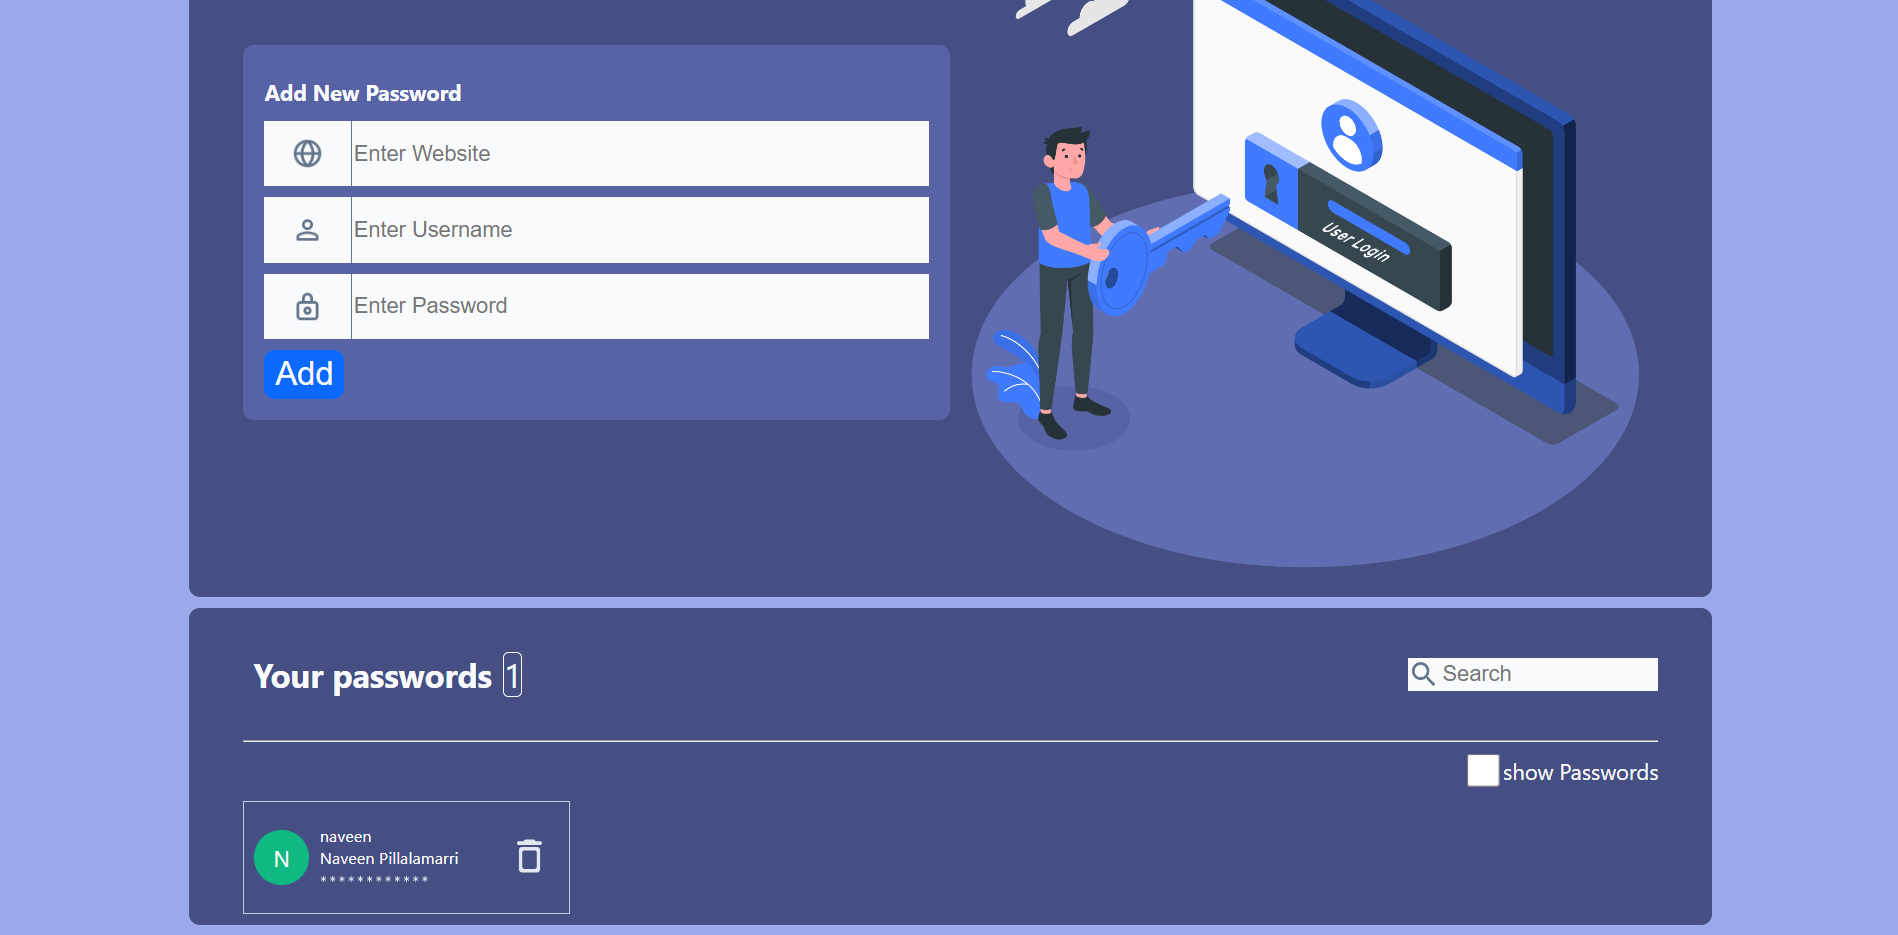 Add New Password
Enter Website
Enter Username
Enter Password
Add
User Login
Your passwords 1
Search
show Passwords
N
naveen
Naveen Pillalamarri
************